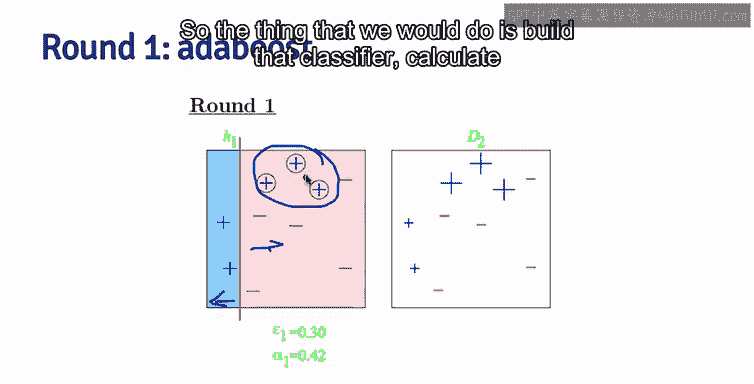 So the thing that we would do is build
that classifier, calculate
Round 1: adaboost
Round 1
h1
D2
ε1 =0.30
α1=0.42